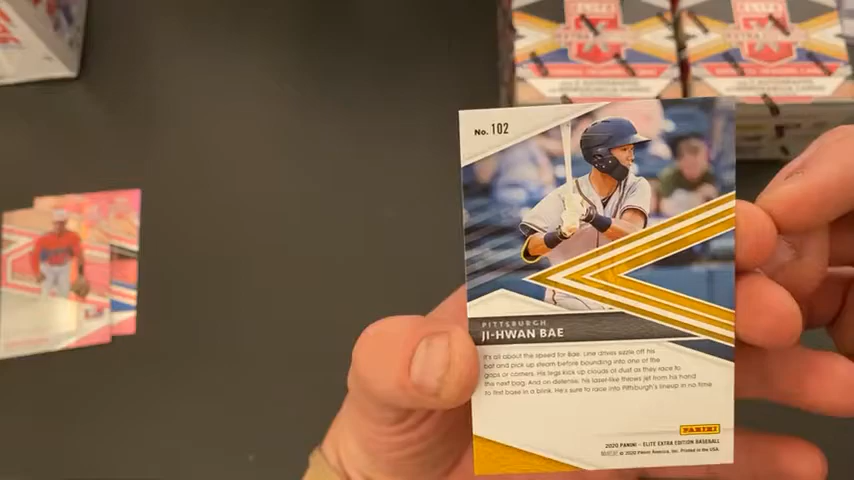 ELITE
EXTRA
ELITE
EXTRA
No. 102
PITTSBURGH
JI-HWAN BAE
It's all about the speed for Bae. Line drives sizzle off his
bat and pick up steam before bounding into one of the
gaps or corners. His legs kick up clouds of dust as they race to
the next bag. And on defense, his laser-like throws jet from his hand
to first base in a blink. He's sure to race into Pittsburgh's lineup in no time
PANINI
2020 PANINI – ELITE EXTRA EDITION BASEBALL
© 2020 Panini America, Inc. Printed in the USA.